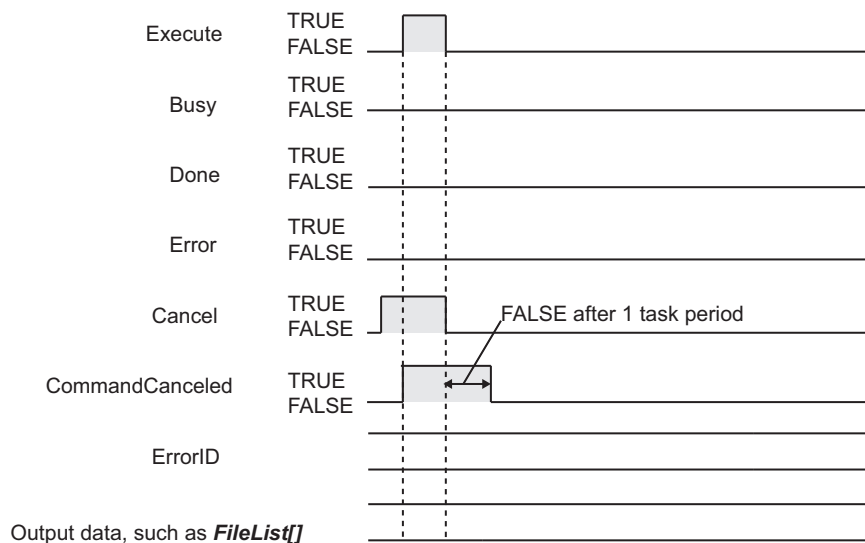 Execute
TRUE
FALSE
Busy
TRUE
FALSE
Done
TRUE
FALSE
Error
TRUE
FALSE
Cancel
TRUE
FALSE
FALSE after 1 task period
CommandCanceled
TRUE
FALSE
ErrorID
Output data, such as FileList[]